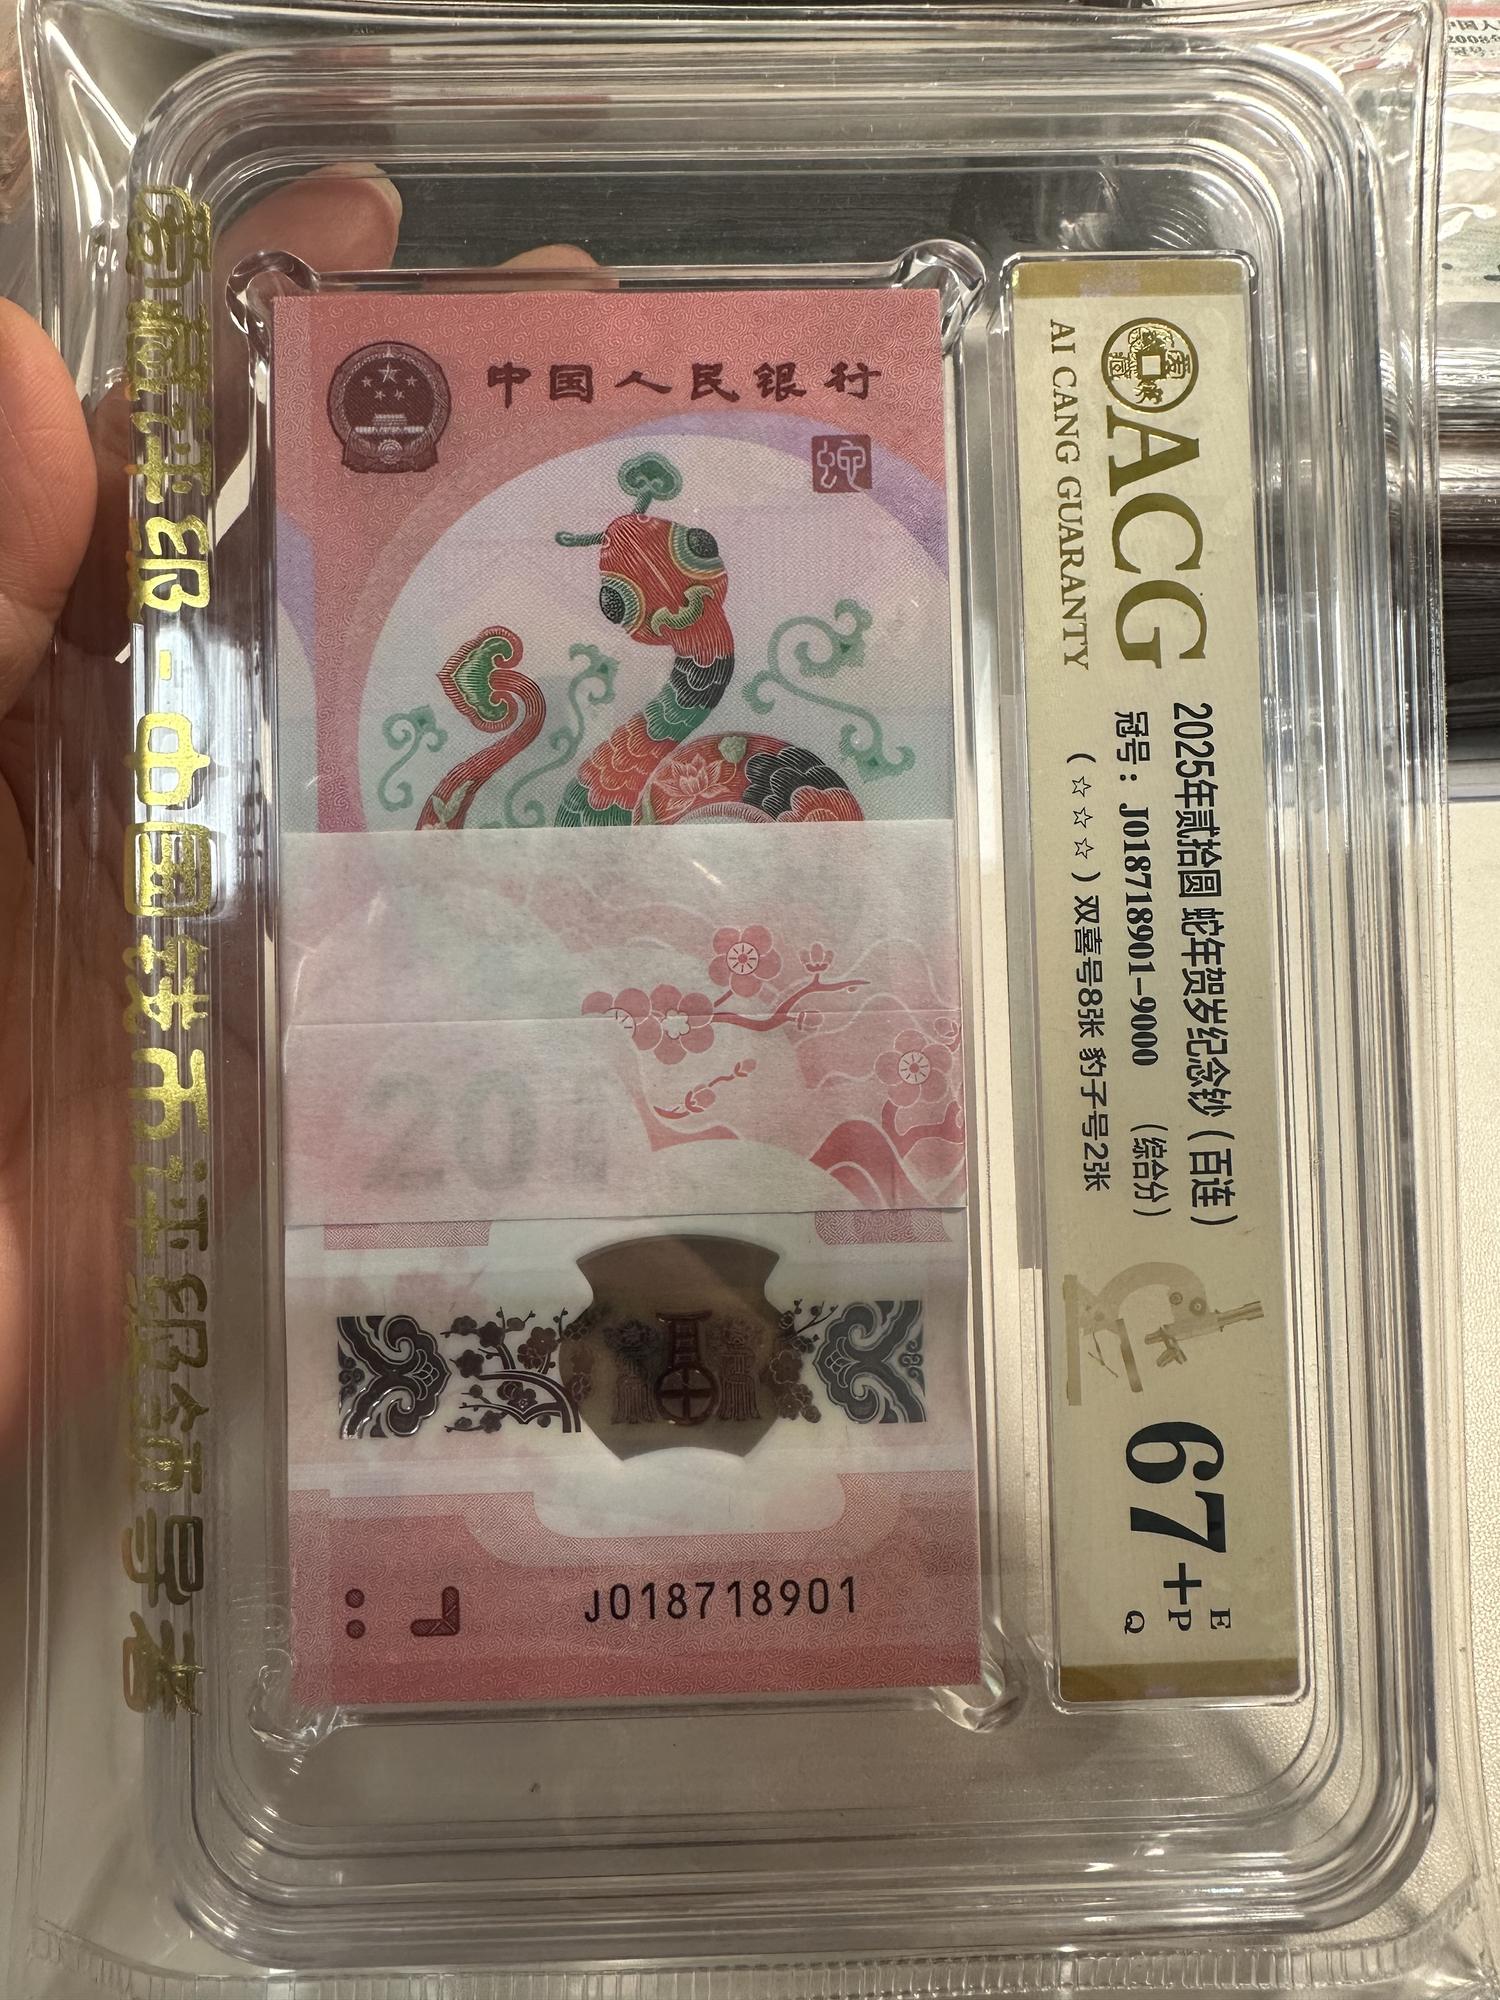 爱藏评级-中国钱币评级领导者
中国人民银行
J018718901
ACG
AI CANG GUARANTY
2025年贰拾圆 蛇年贺岁纪念钞(百连)
冠号：J018718901-9000 (综合分)
(☆☆☆)双喜号8张 豹子号2张
67+
E
P
Q